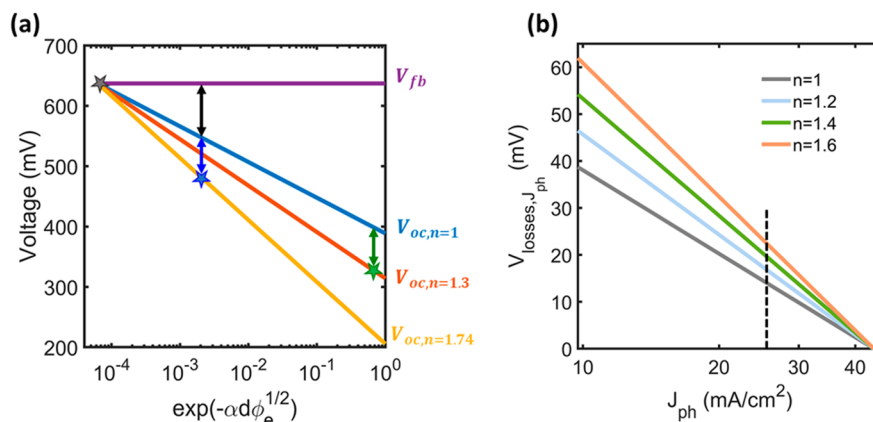 (a)
700
600
500
400
300
200
Voltage (mV)
V_fb
V_oc,n=1
V_oc,n=1.3
V_oc,n=1.74
10^-4 10^-3 10^-2 10^-1 10^0
exp(-αdϕ_e^1/2)
(b)
60
50
40
30
20
10
0
V_losses,J_ph (mV)
n=1
n=1.2
n=1.4
n=1.6
10 20 30 40
J_ph (mA/cm²)